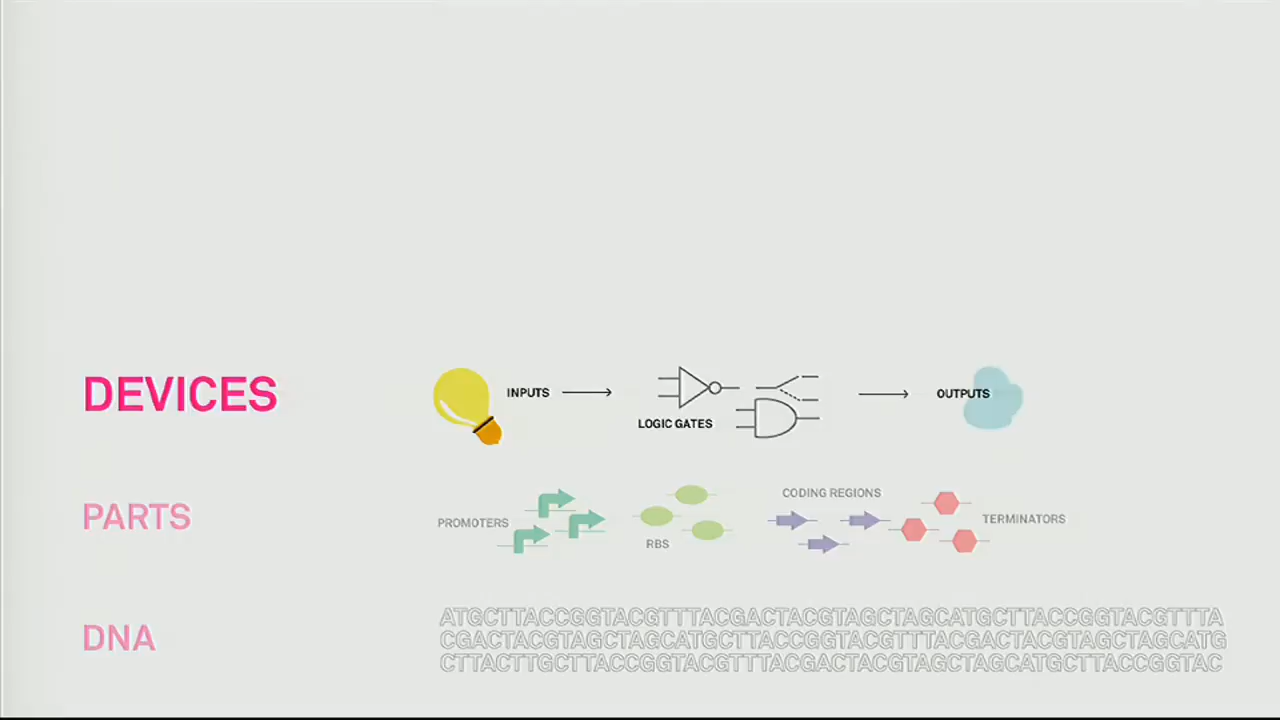 DEVICES
INPUTS
LOGIC GATES
OUTPUTS
PARTS
PROMOTERS
RBS
CODING REGIONS
TERMINATORS
DNA
ATGCTTACCGGTACGTTTACGACTACGTAGCTAGCATGCTTACCGGTACGTTTA
CGACTACGTAGCTAGCATGCTTACCGGTACGTTTACGACTACGTAGCTAGCATG
CTTACTTGCTTACCGGTACGTTTACGACTACGTAGCTAGCATGCTTACCGGTAC